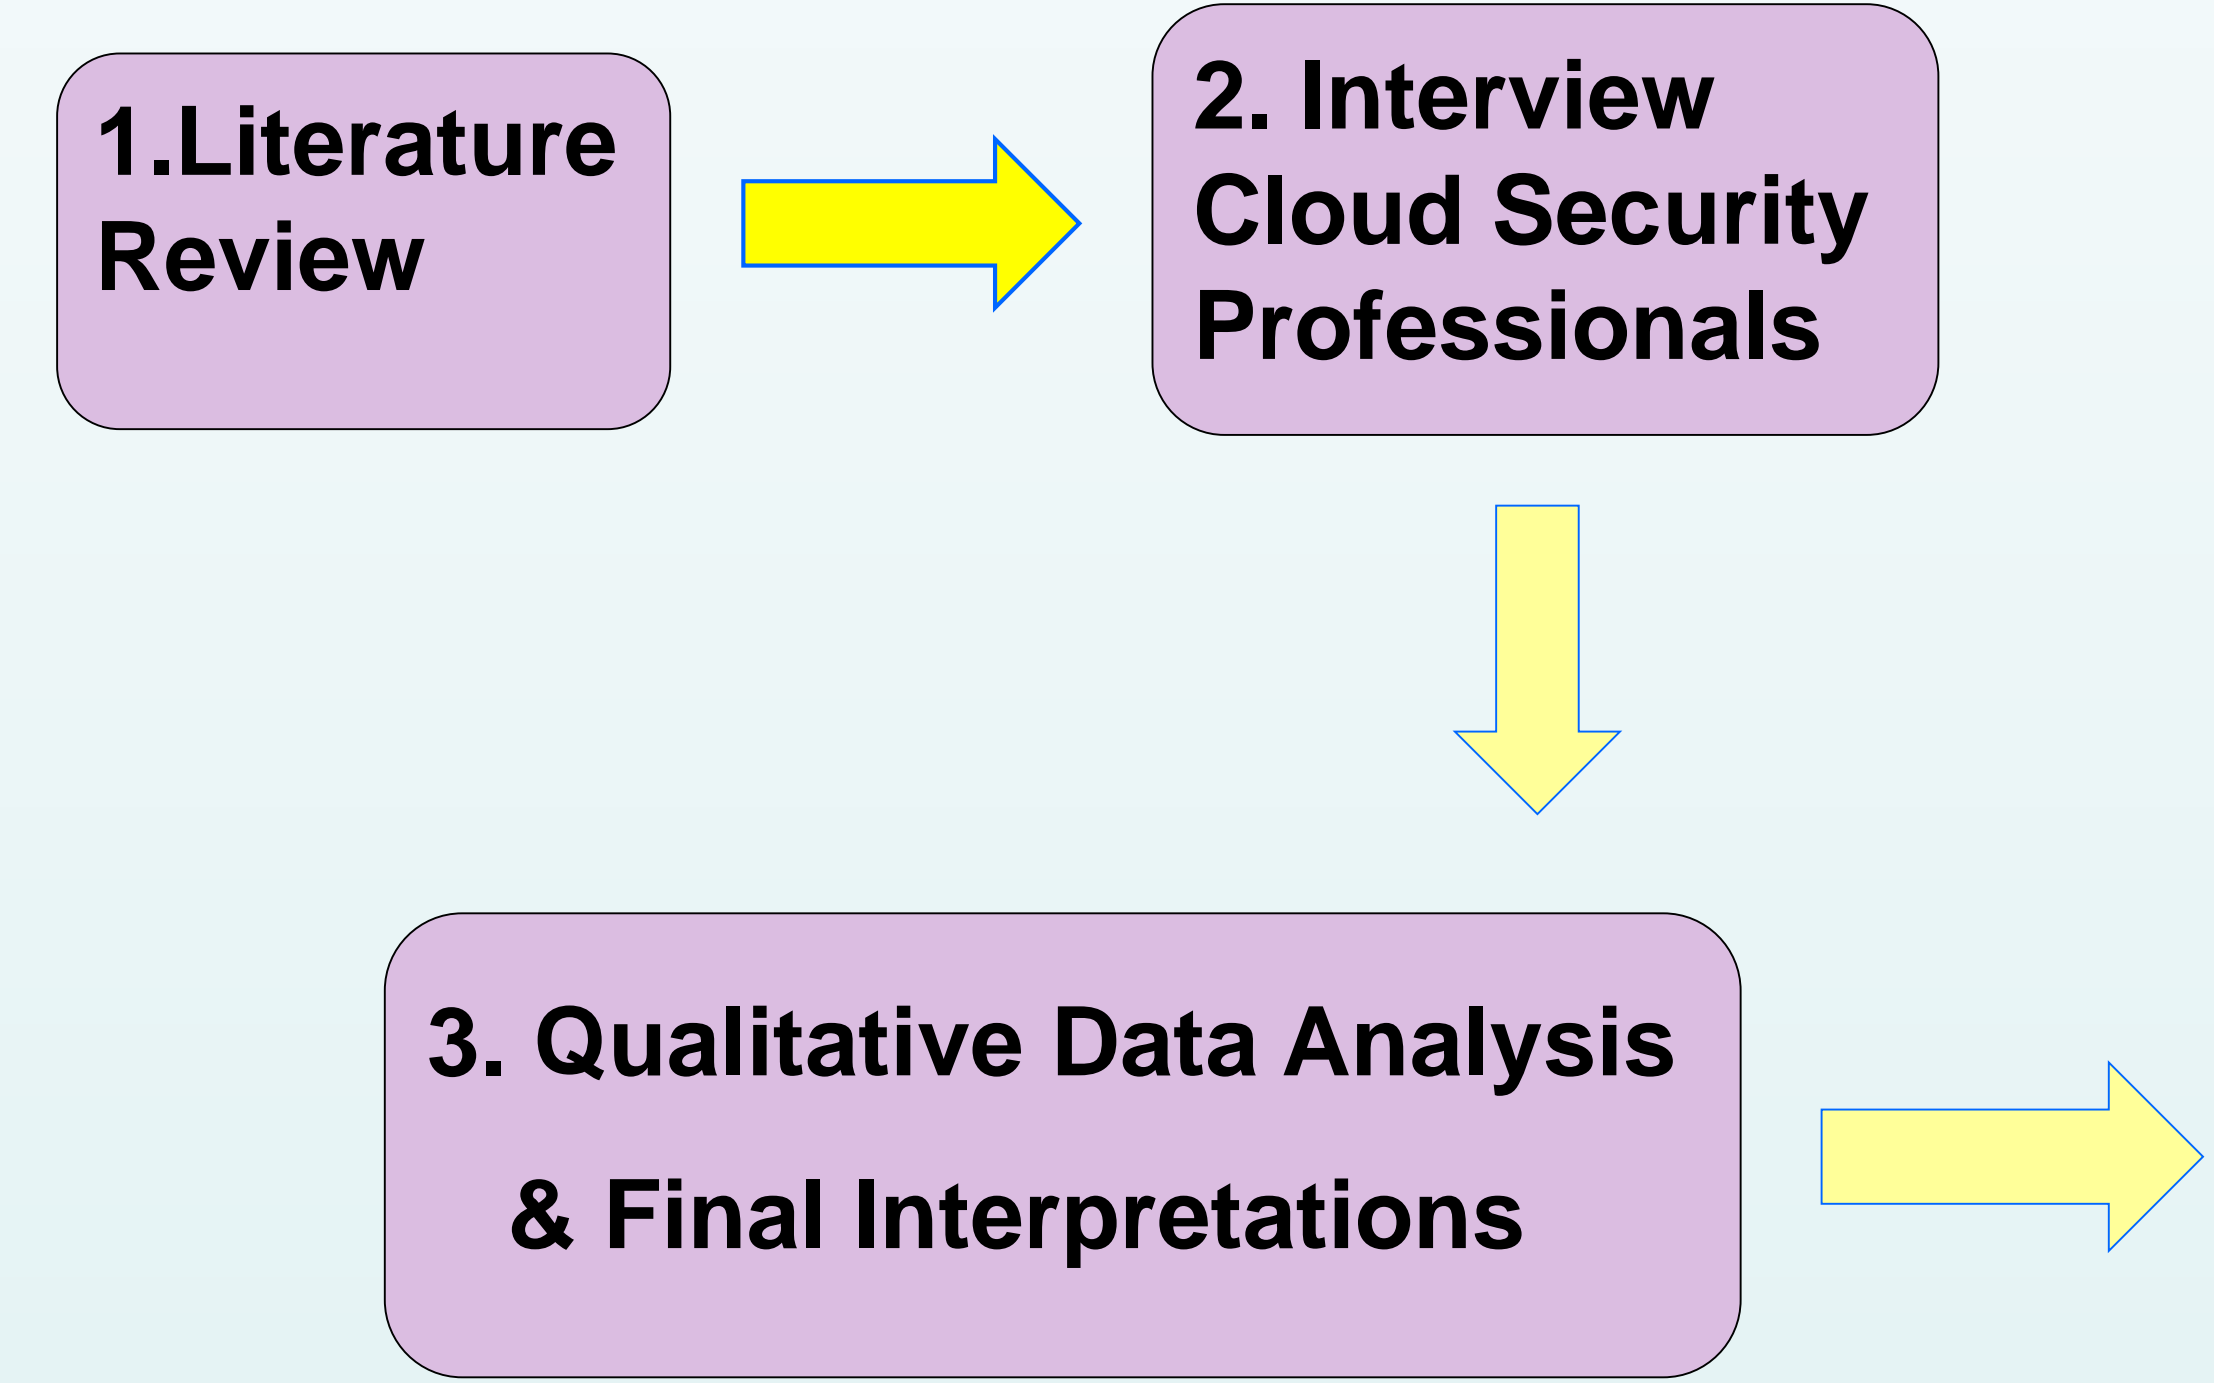 1.Literature
Review
2. Interview
Cloud Security
Professionals
3. Qualitative Data Analysis
& Final Interpretations